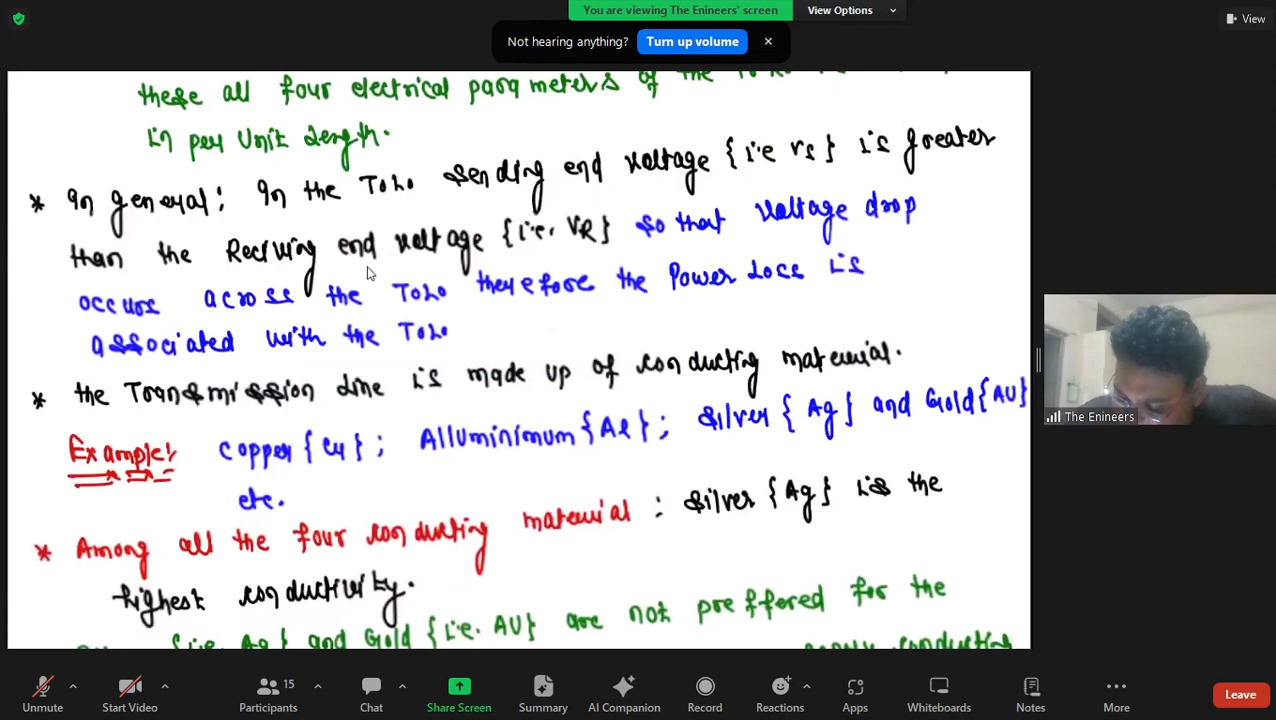 You are viewing The Enineers' screen
View Options
View
Not hearing anything? Turn up volume
these all four electrical parameters of the
in per Unit Length.
* In general: In the ToLo sending end voltage {i.e Vs} is greater
than the Reciving end voltage {i.e. VR} so that voltage drop
occurs across the ToLo therefore the Power Loss is
associated with the ToLo
* the Transmission Line is made up of conducting material.
Example: copper {Cu}; Alluminimum {Al}; Silver {Ag} and Gold {AU}
etc.
* Among all the four conducting material : Silver {Ag} is the
highest conductivity.
{i.e. Ag} and Gold {i.e. AU} are not preffered for the
conducting
The Enineers
15
Unmute
Start Video
Participants
Chat
Share Screen
Summary
AI Companion
Record
Reactions
Apps
Whiteboards
Notes
More
Leave